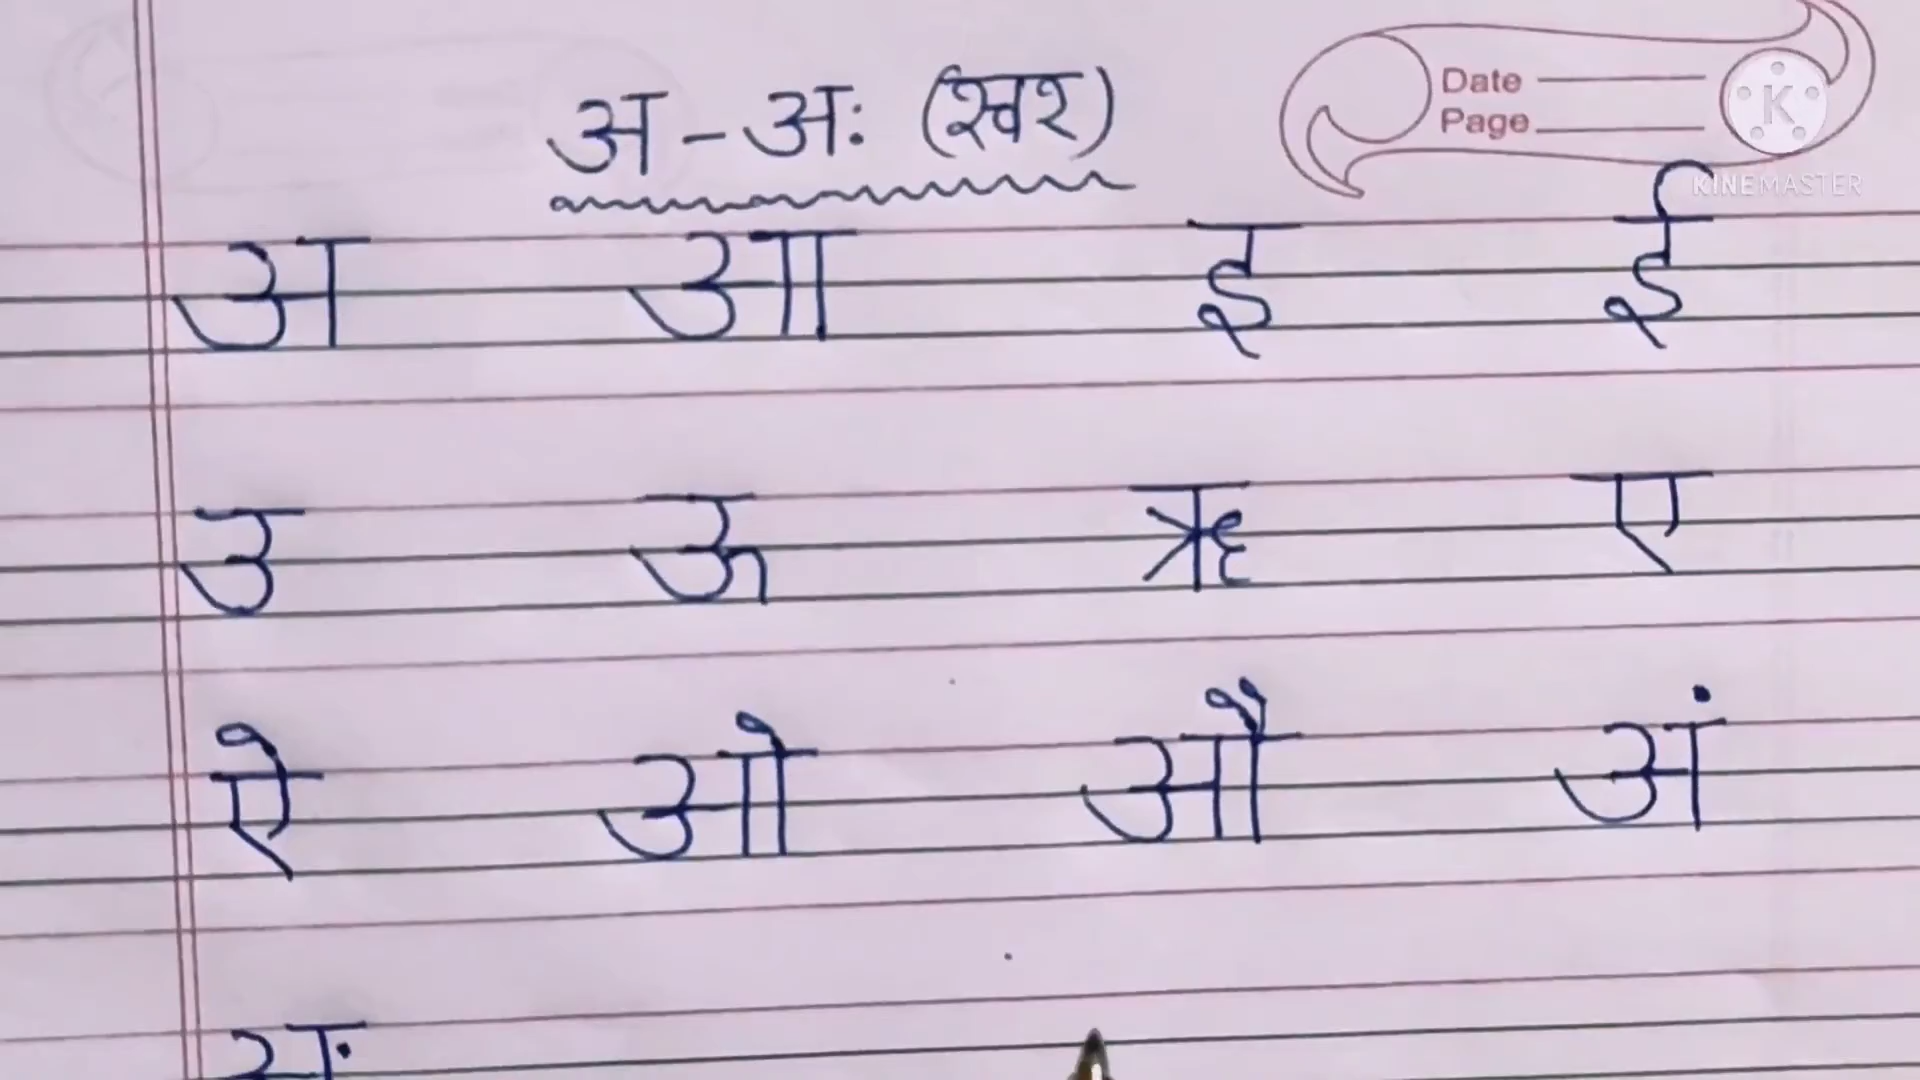 अ - अः (स्वर)
Date
Page
K
KINEMASTER
अ आ इ ई
उ ऊ ऋ ए
ऐ ओ औ अं
अः